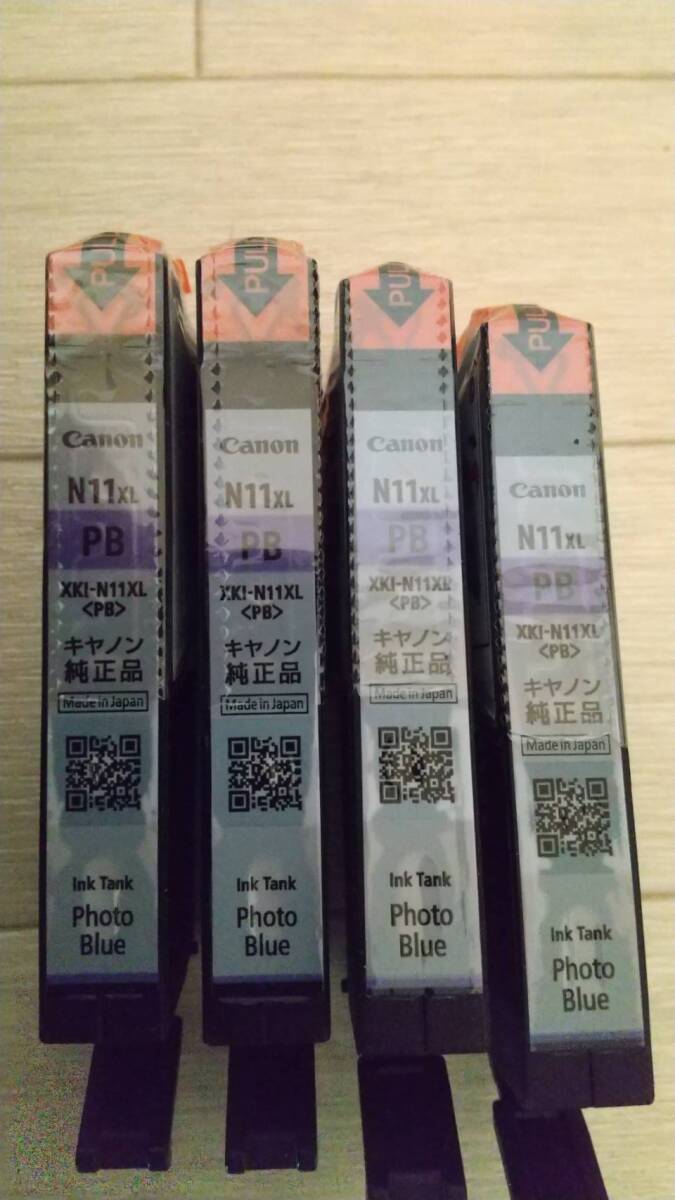 PULL
Canon
N11XL
PB
XKI-N11XL
<PB>
キヤノン
純正品
Made in Japan
Ink Tank
Photo
Blue
PULL
Canon
N11XL
PB
XKI-N11XL
<PB>
キヤノン
純正品
Made in Japan
Ink Tank
Photo
Blue
PULL
Canon
N11XL
PB
XKI-N11XL
<PB>
キヤノン
純正品
Made in Japan
Ink Tank
Photo
Blue
PULL
Canon
N11XL
PB
XKI-N11XL
<PB>
キヤノン
純正品
Made in Japan
Ink Tank
Photo
Blue